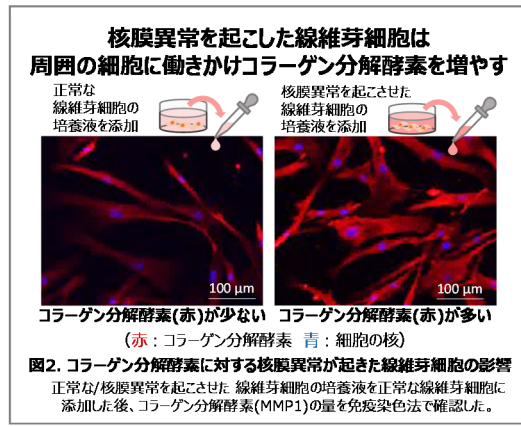 核膜異常を起こした線維芽細胞は
周囲の細胞に働きかけコラーゲン分解酵素を増やす
正常な
線維芽細胞の
培養液を添加
核膜異常を起こさせた
線維芽細胞の
培養液を添加
100 μm
100 μm
コラーゲン分解酵素(赤)が少ない
コラーゲン分解酵素(赤)が多い
(赤:コラーゲン分解酵素 青:細胞の核)
図2. コラーゲン分解酵素に対する核膜異常が起きた線維芽細胞の影響
正常な/核膜異常を起こさせた 線維芽細胞の培養液を正常な線維芽細胞に
添加した後、コラーゲン分解酵素(MMP1)の量を免疫染色法で確認した。